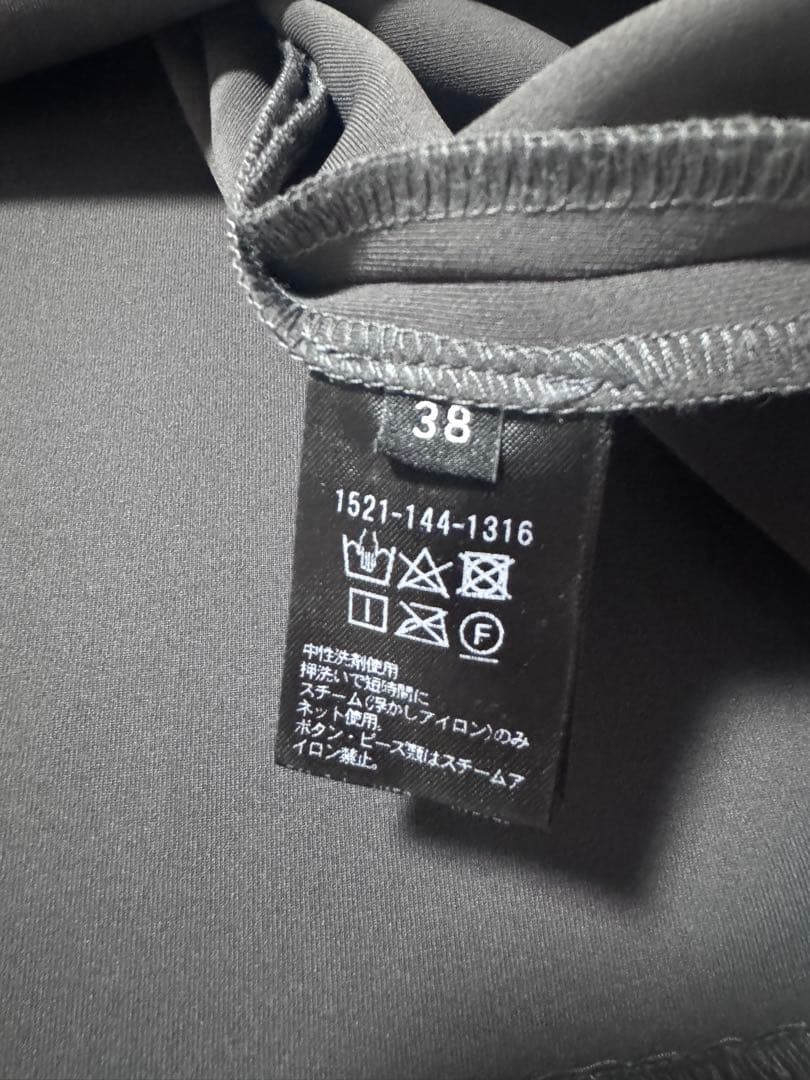 38
1521-144-1316
F
中性洗剤使用
押洗いで短時間に
スチーム(浮かしアイロン)のみ
ネット使用。
ボタン・ビーズ類はスチームア
イロン禁止。